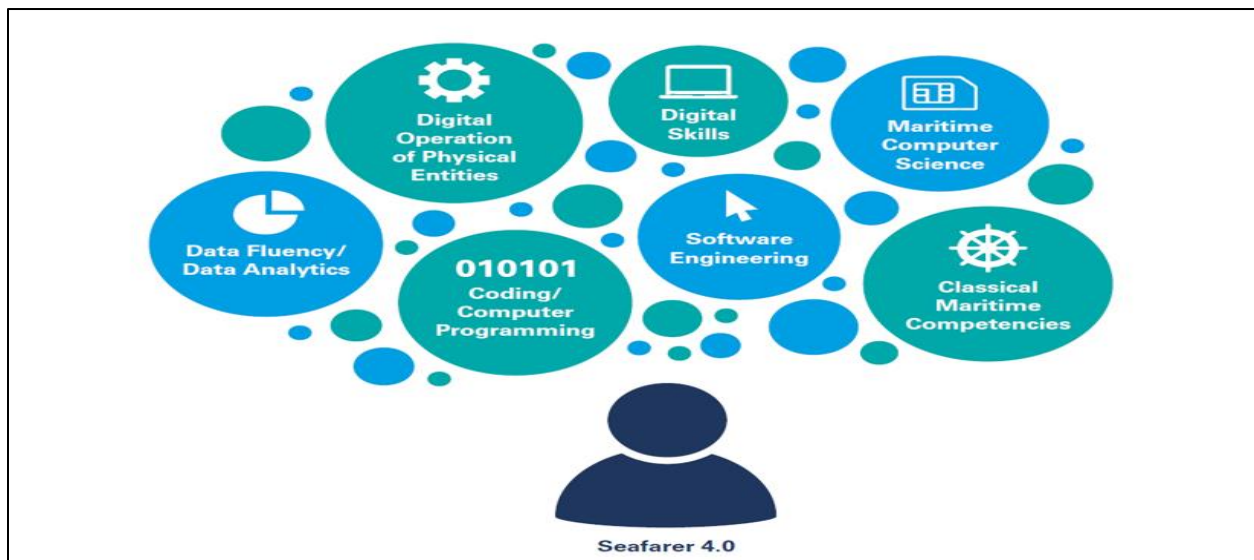 Digital
Operation
of Physical
Entities
Digital
Skills
Maritime
Computer
Science
Data Fluency/
Data Analytics
010101
Coding/
Computer
Programming
Software
Engineering
Classical
Maritime
Competencies
Seafarer 4.0